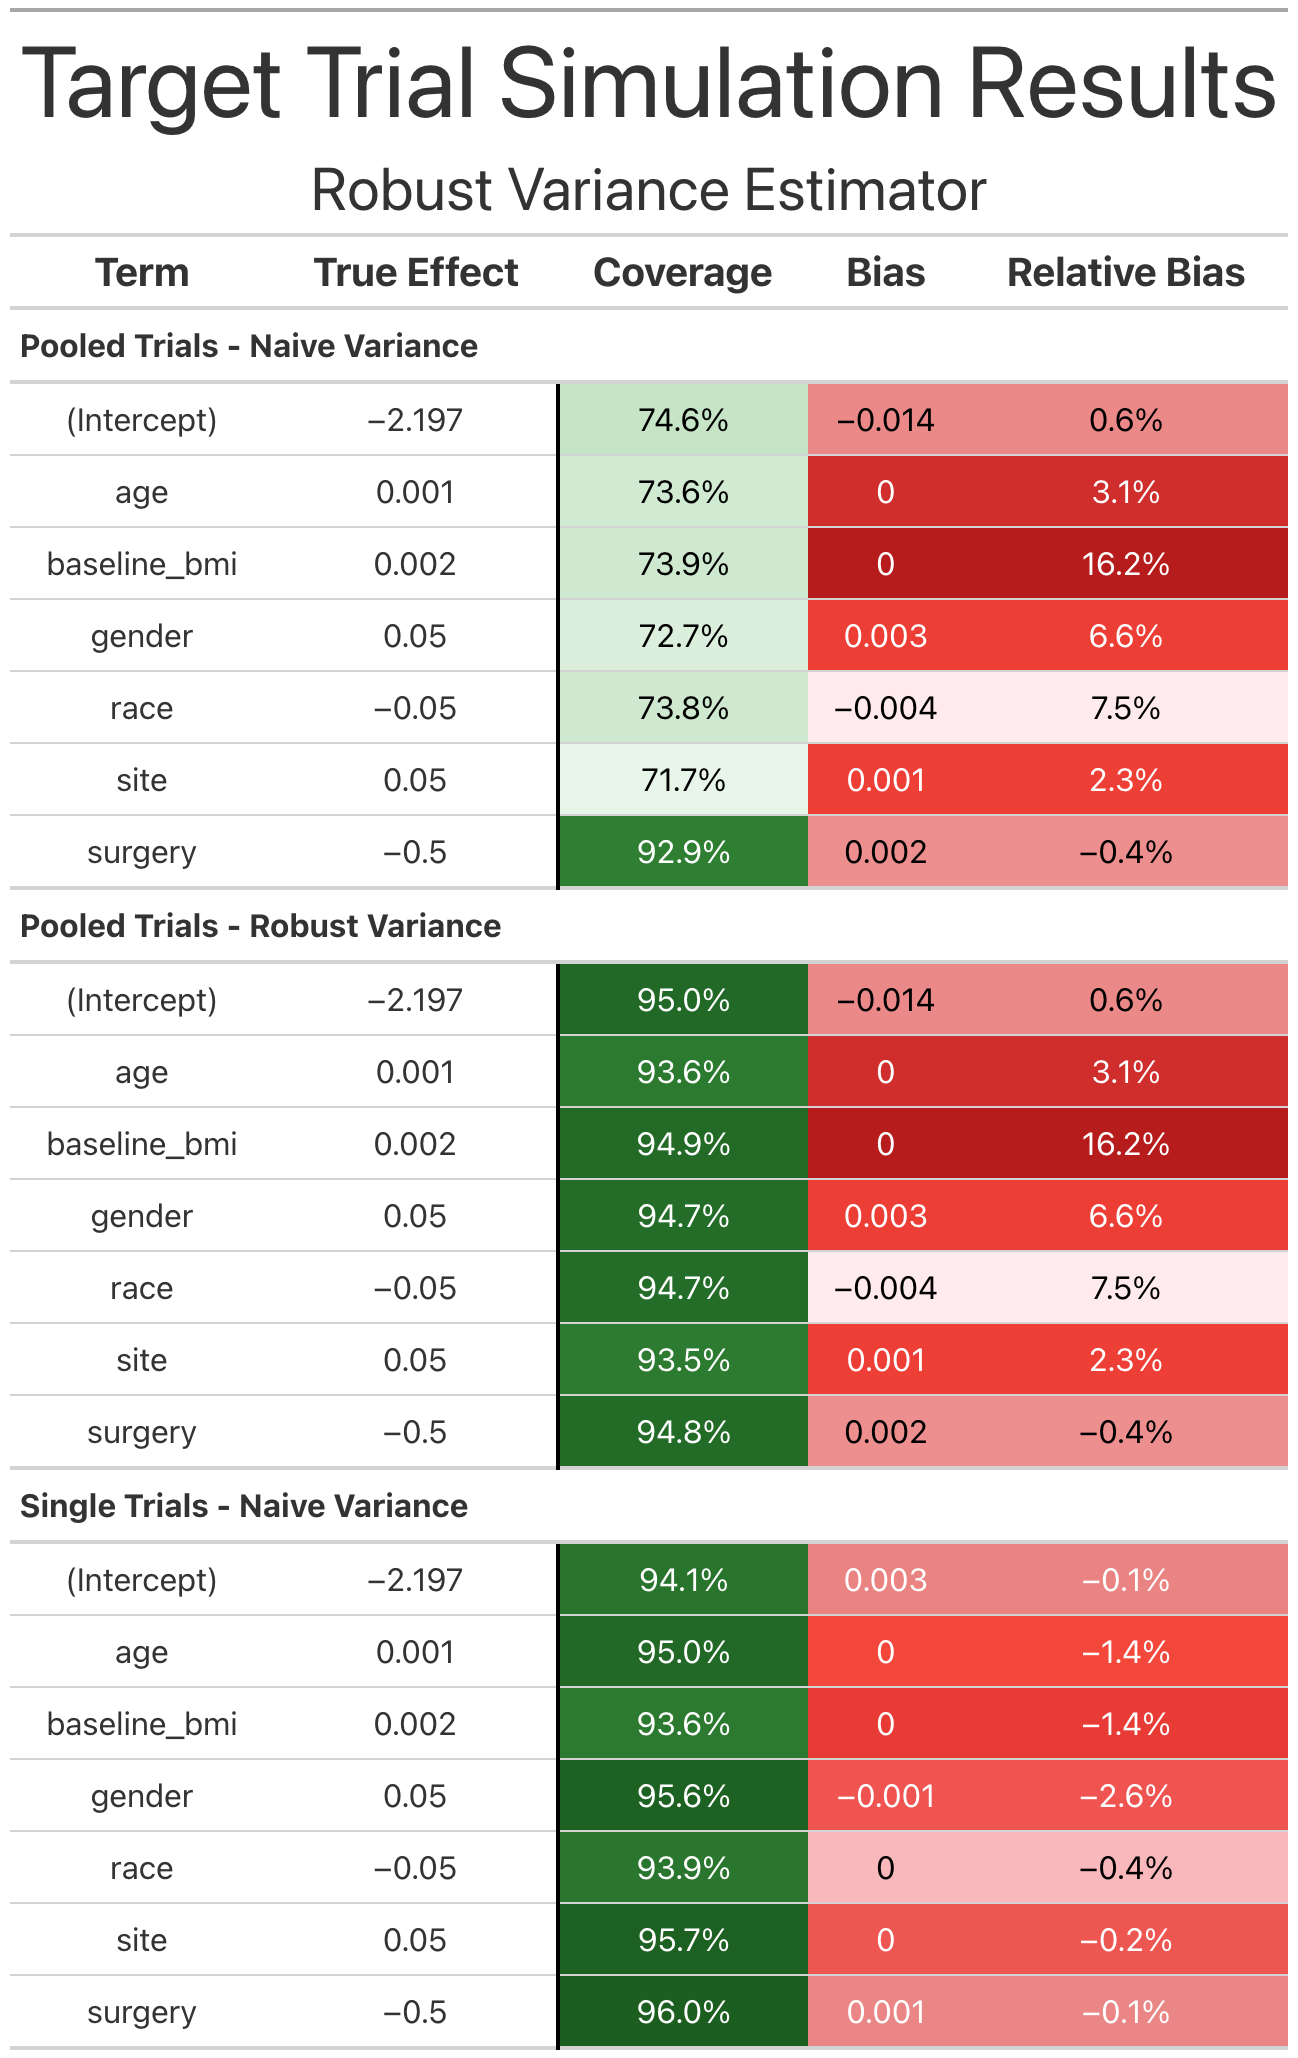 Target Trial Simulation Results
Robust Variance Estimator
Term True Effect Coverage Bias Relative Bias
Pooled Trials - Naive Variance
(Intercept) −2.197 74.6% −0.014 0.6%
age 0.001 73.6% 0 3.1%
baseline_bmi 0.002 73.9% 0 16.2%
gender 0.05 72.7% 0.003 6.6%
race −0.05 73.8% −0.004 7.5%
site 0.05 71.7% 0.001 2.3%
surgery −0.5 92.9% 0.002 −0.4%
Pooled Trials - Robust Variance
(Intercept) −2.197 95.0% −0.014 0.6%
age 0.001 93.6% 0 3.1%
baseline_bmi 0.002 94.9% 0 16.2%
gender 0.05 94.7% 0.003 6.6%
race −0.05 94.7% −0.004 7.5%
site 0.05 93.5% 0.001 2.3%
surgery −0.5 94.8% 0.002 −0.4%
Single Trials - Naive Variance
(Intercept) −2.197 94.1% 0.003 −0.1%
age 0.001 95.0% 0 −1.4%
baseline_bmi 0.002 93.6% 0 −1.4%
gender 0.05 95.6% −0.001 −2.6%
race −0.05 93.9% 0 −0.4%
site 0.05 95.7% 0 −0.2%
surgery −0.5 96.0% 0.001 −0.1%